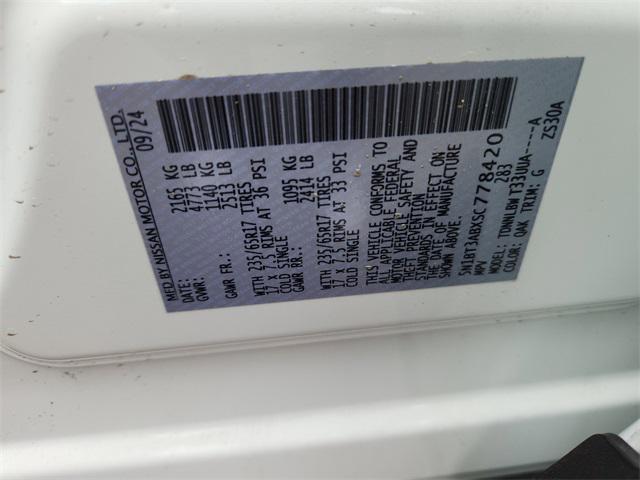 MFD BY NISSAN MOTOR CO., LTD.
DATE: 09/24
GVWR: 2165 KG
4773 LB
GAWR FR.: 1140 KG
2513 LB
WITH 235/65R17 TIRES
17 X 7.5 RIMS AT 36 PSI
COLD SINGLE
GAWR RR.: 1095 KG
2414 LB
WITH 235/65R17 TIRES
17 X 7.5 RIMS AT 33 PSI
COLD SINGLE
THIS VEHICLE CONFORMS TO
ALL APPLICABLE FEDERAL
MOTOR VEHICLE SAFETY AND
THEFT PREVENTION
STANDARDS IN EFFECT ON
THE DATE OF MANUFACTURE
SHOWN ABOVE.
5N1BT3ABXSC778420
MPV 283
MODEL: TDNNLBW T33UUA-----A
COLOR: QAK TRIM: G ZS30A